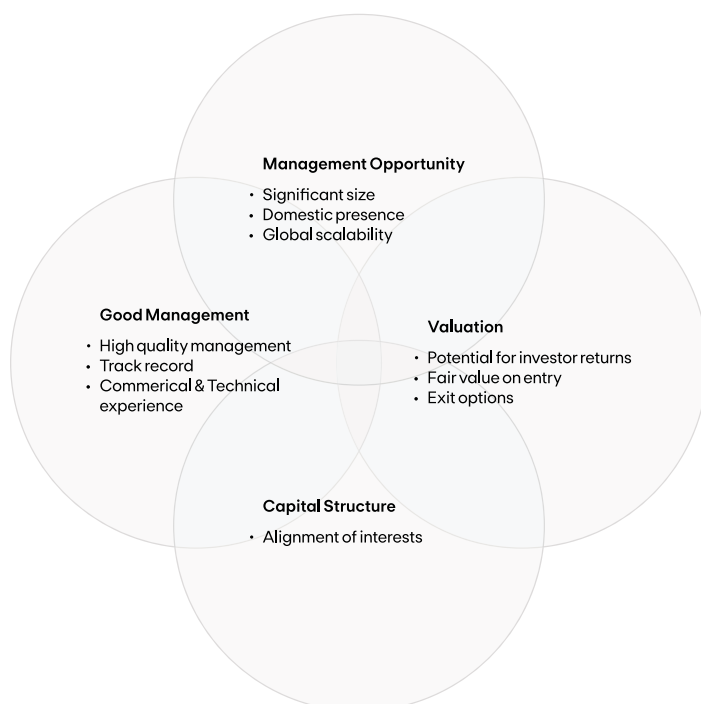 Management Opportunity
• Significant size
• Domestic presence
• Global scalability
Good Management
• High quality management
• Track record
• Commerical & Technical
experience
Valuation
• Potential for investor returns
• Fair value on entry
• Exit options
Capital Structure
• Alignment of interests